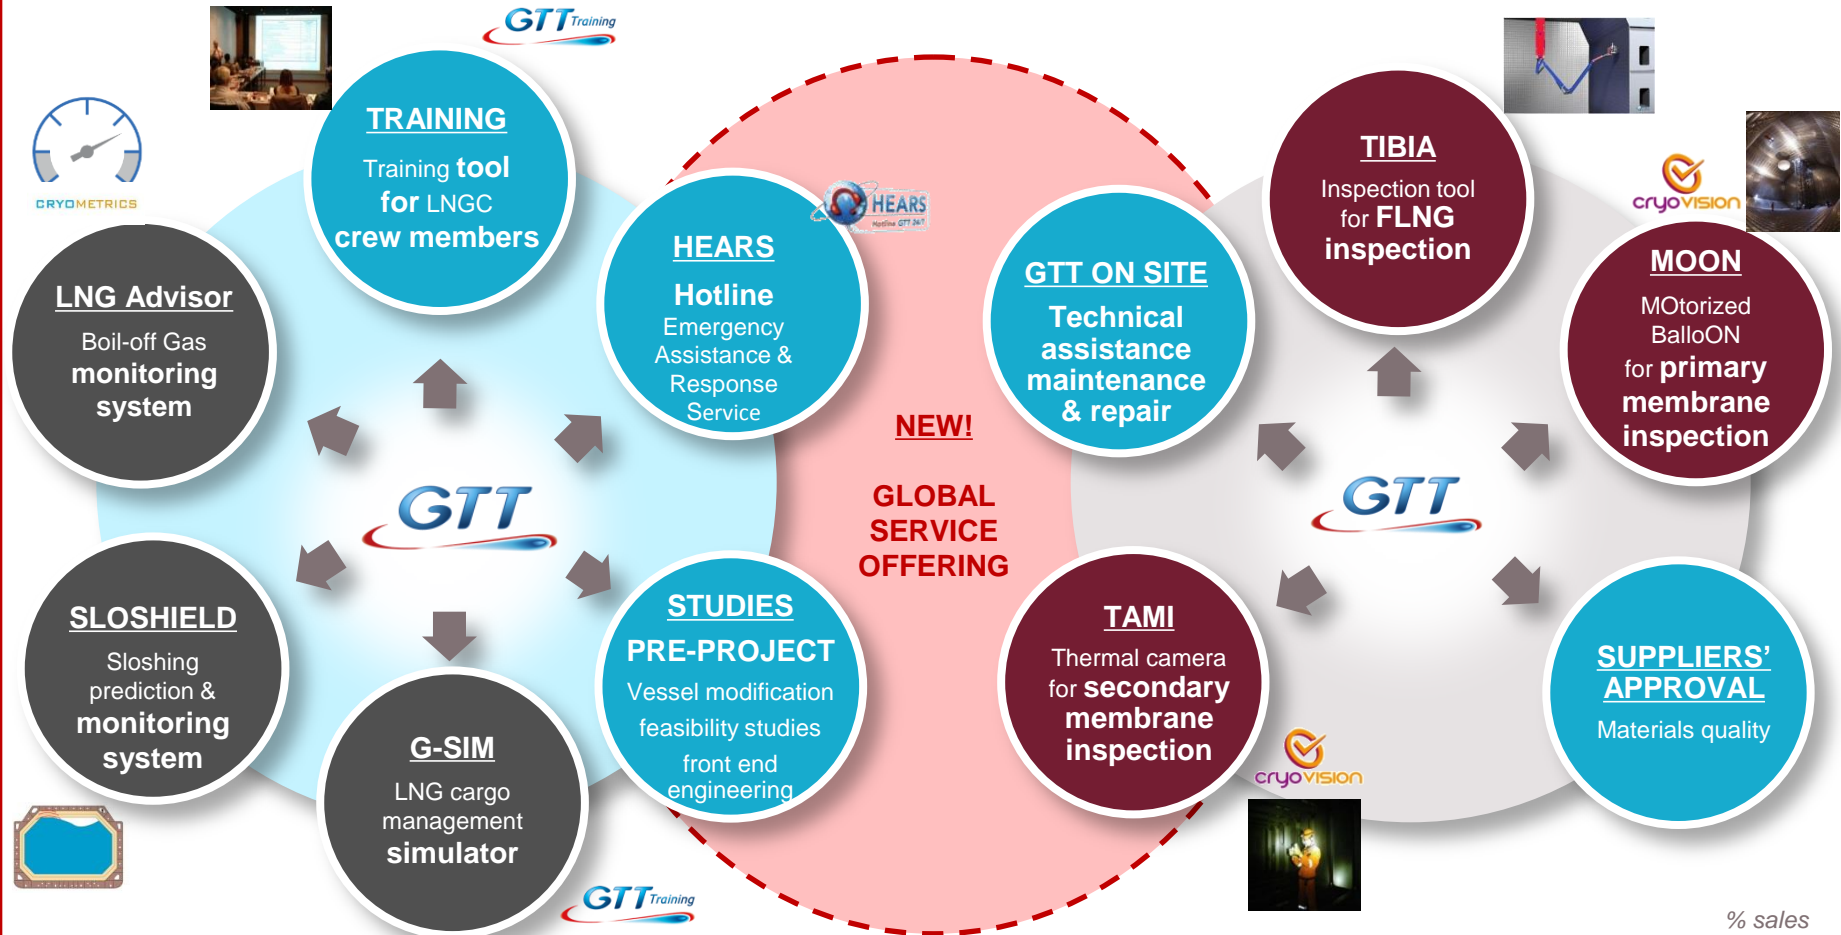 GTT Training
CRYOMETRICS
TRAINING
Training tool
for LNGC
crew members
HEARS
Hotline GTT 24/7
LNG Advisor
Boil-off Gas
monitoring
system
HEARS
Hotline
Emergency
Assistance &
Response
Service
GTT
SLOSHIELD
Sloshing
prediction &
monitoring
system
G-SIM
LNG cargo
management
simulator
STUDIES
PRE-PROJECT
Vessel modification
feasibility studies
front end
engineering
GTT Training
NEW!
GLOBAL
SERVICE
OFFERING
GTT ON SITE
Technical
assistance
maintenance
& repair
TIBIA
Inspection tool
for FLNG
inspection
cryovision
MOON
MOtorized
BalloON
for primary
membrane
inspection
GTT
TAMI
Thermal camera
for secondary
membrane
inspection
cryovision
SUPPLIERS’
APPROVAL
Materials quality
% sales